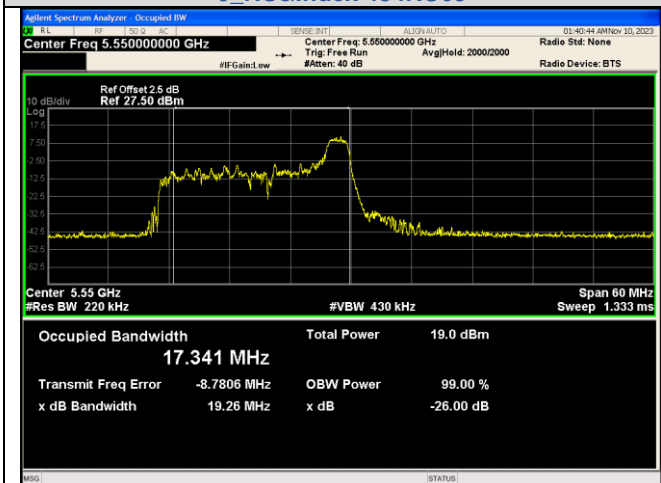 Agilent Spectrum Analyzer - Occupied BW
RL RF 50 Ω AC SENSE:INT ALIGN AUTO 01:40:44 AM Nov 10, 2023
Center Freq 5.550000000 GHz Center Freq: 5.550000000 GHz Radio Std: None
Trig: Free Run Avg|Hold: 2000/2000
#IFGain:Low #Atten: 40 dB Radio Device: BTS
Ref Offset 2.5 dB
10 dB/div Ref 27.50 dBm
Log
17.5
7.50
-2.50
-12.5
-22.5
-32.5
-42.5
-52.5
-62.5
Center 5.55 GHz Span 60 MHz
#Res BW 220 kHz #VBW 430 kHz Sweep 1.333 ms
Occupied Bandwidth Total Power 19.0 dBm
17.341 MHz
Transmit Freq Error -8.7806 MHz OBW Power 99.00 %
x dB Bandwidth 19.26 MHz x dB -26.00 dB
MSG STATUS